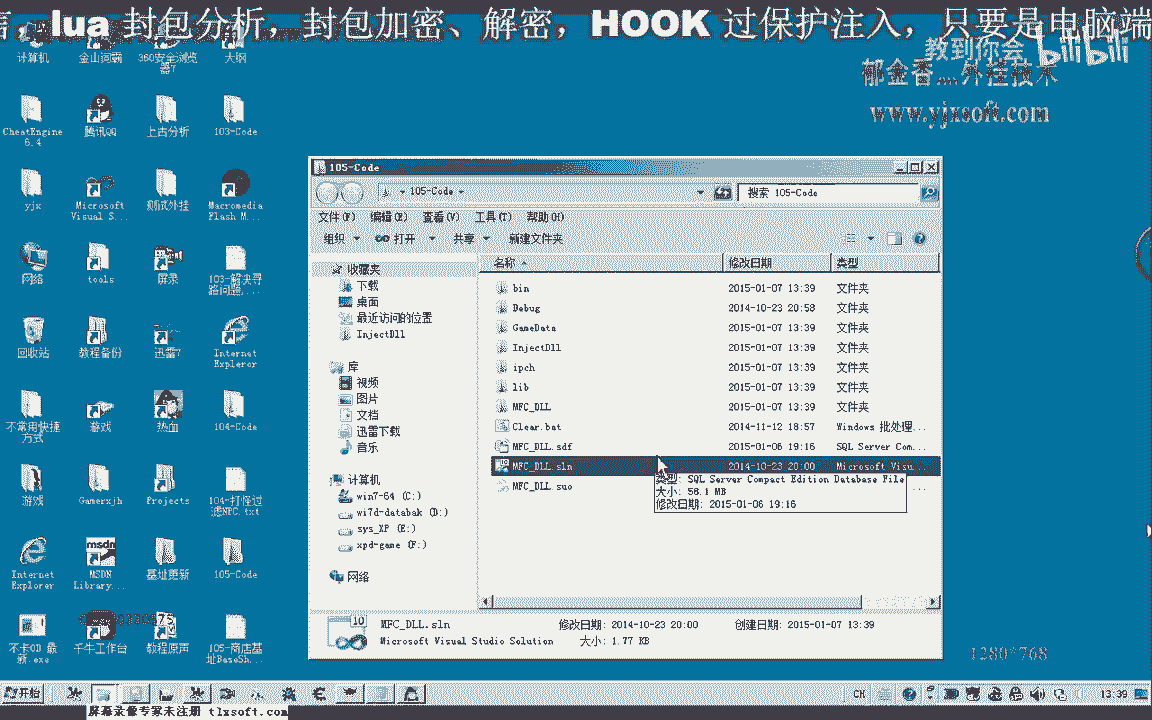 lua 封包分析，封包加密、解密，HOOK 过保护注入，只要是电脑端
教到你会 bilibili
郁金香....外挂技术
www.yjxsoft.com
计算机
金山词霸
360安全浏览器7
大纲
CheatEngine 6.4
腾讯QQ
上古分析
103-Code
yjx
Microsoft Visual S...
测试外挂
Macromedia Flash M...
网络
tools
屏录
103-解决寻路问题,...
回收站
教程备份
迅雷7
Internet Explorer
不常用快捷方式
游戏
热血
104-Code
游戏
Gamerxjh
Projects
104-打怪过滤NPC.txt
Internet Explorer
MSDN Library...
基址更新
105-Code
不卡OD 最新.exe
千牛工作台
教程原声
105-商店基址BaseSh...
105-Code
105-Code
搜索 105-Code
文件(F) 编辑(E) 查看(V) 工具(T) 帮助(H)
组织 打开 共享 新建文件夹
收藏夹
下载
桌面
最近访问的位置
InjectDll
库
视频
图片
文档
迅雷下载
音乐
计算机
win7-64 (C:)
wi7d-databak (D:)
sys_XP (E:)
xpd-game (F:)
网络
名称 修改日期 类型
bin 2015-01-07 13:39 文件夹
Debug 2014-10-23 20:58 文件夹
GameData 2015-01-07 13:39 文件夹
InjectDll 2015-01-07 13:39 文件夹
ipch 2015-01-07 13:39 文件夹
lib 2015-01-07 13:39 文件夹
MFC_DLL 2015-01-07 13:39 文件夹
Clear.bat 2014-11-12 18:57 Windows 批处理...
MFC_DLL.sdf 2015-01-06 19:16 SQL Server Com...
MFC_DLL.sln 2014-10-23 20:00 Microsoft Visu...
MFC_DLL.suo
类型: SQL Server Compact Edition Database File
大小: 56.1 MB
修改日期: 2015-01-06 19:16
MFC_DLL.sln 修改日期: 2014-10-23 20:00 创建日期: 2015-01-07 13:39
Microsoft Visual Studio Solution 大小: 1.77 KB
1280*768
开始
CH
13:39
屏幕录像专家未注册 tlxsoft.com